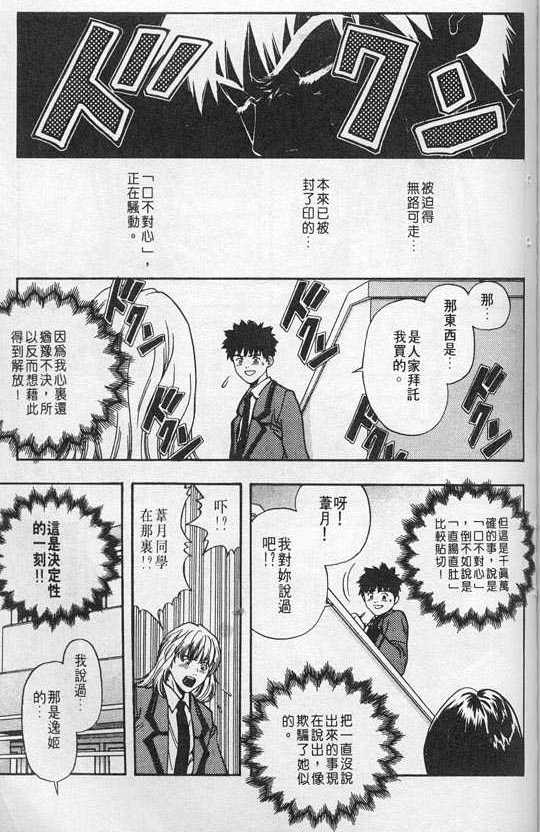 ドクン
被迫得
無路可走…
本來已被
封了印的…
「口不對心」，
正在騷動。
那…
那東西是…
是人家拜託
我買的。
ドクン
ドクン
ドクン
ドクン
因為我心裏還
猶豫不決，所
以反而想藉此
得到解放！
但這是千真萬
確的事，說是
「口不對心」
，倒不如說是
「直腸直肚」
比較貼切！
呀！
葦月！
我對妳說過
吧!!
把一直沒說
出來的事現
在說出，像
欺騙了她似
的。
吓!?
葦月同學
在那裏!?
這是決定性
的一刻!!
我說過…
那是逸姬
的…